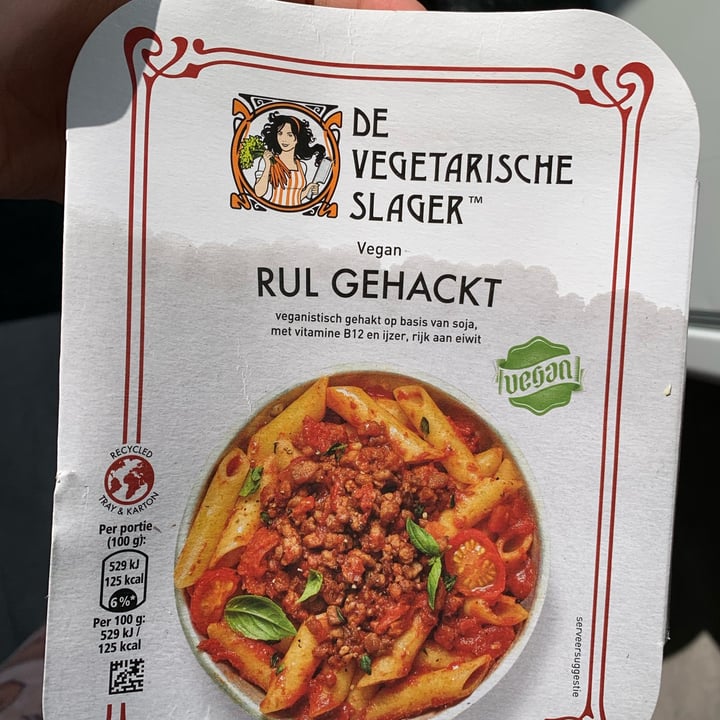 DE
VEGETARISCHE
SLAGER™
Vegan
RUL GEHACKT
veganistisch gehakt op basis van soja,
met vitamine B12 en ijzer, rijk aan eiwit
vegan
RECYCLED
TRAY & KARTON
Per portie
(100 g):
529 kJ
125 kcal
6%*
Per 100 g:
529 kJ /
125 kcal
serveersuggestie